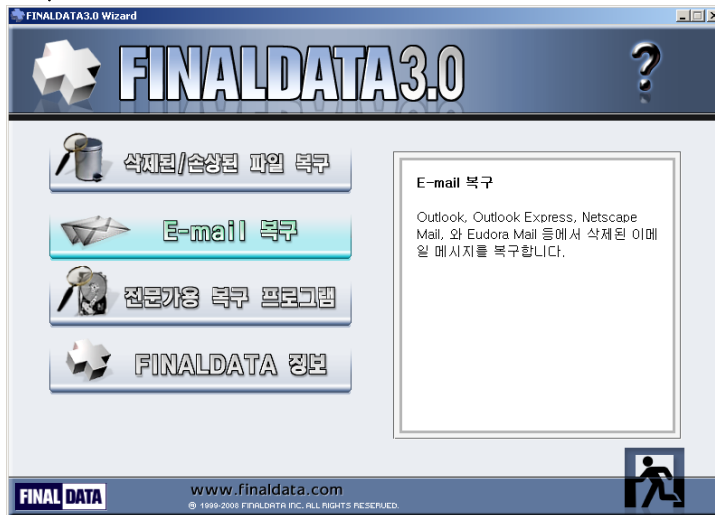 FINALDATA3.0 Wizard
FINALDATA3.0
?
삭제된/손상된 파일 복구
E-mail 복구
전문가용 복구 프로그램
FINALDATA 정보
E-mail 복구
Outlook, Outlook Express, Netscape
Mail, 와 Eudora Mail 등에서 삭제된 이메
일 메시지를 복구합니다.
FINAL DATA
www.finaldata.com
© 1999-2008 FINALDATA INC. ALL RIGHTS RESERVED.